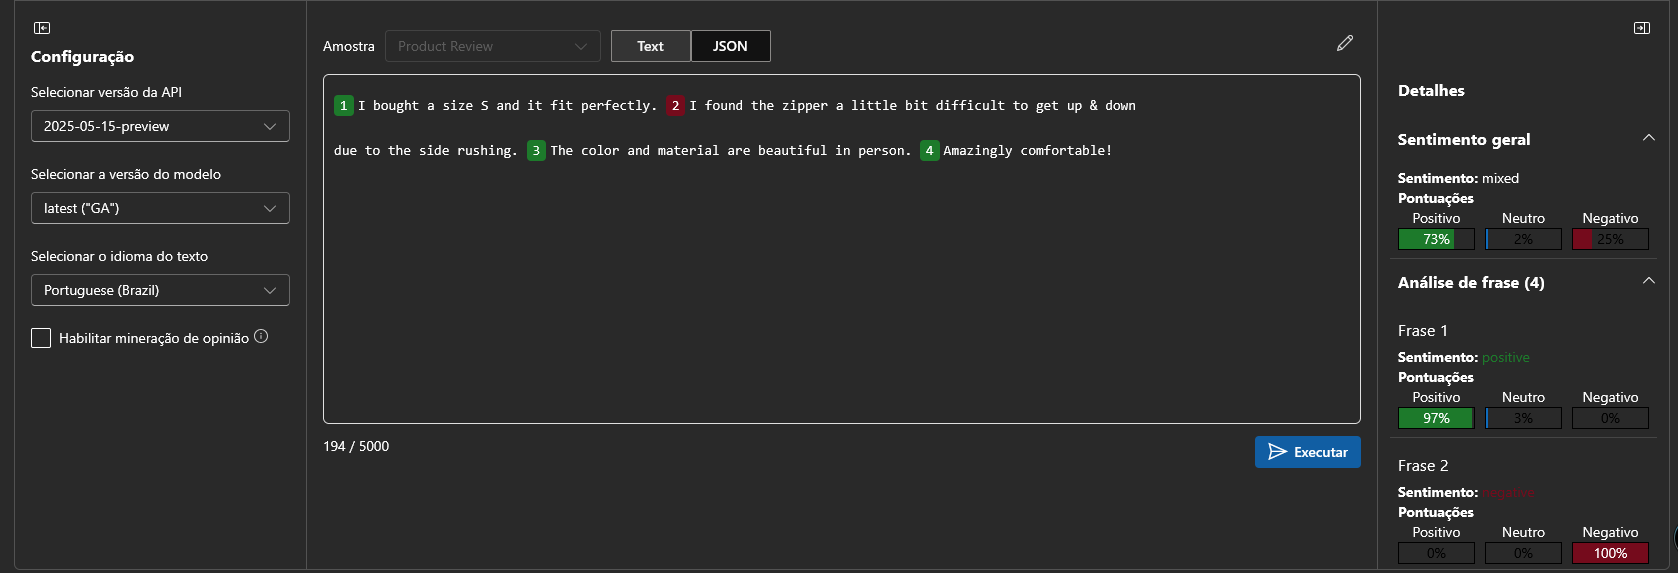 Configuração
Selecionar versão da API
2025-05-15-preview
Selecionar a versão do modelo
latest ("GA")
Selecionar o idioma do texto
Portuguese (Brazil)
Habilitar mineração de opinião
Amostra Product Review Text JSON
1 I bought a size S and it fit perfectly. 2 I found the zipper a little bit difficult to get up & down
due to the side rushing. 3 The color and material are beautiful in person. 4 Amazingly comfortable!
194 / 5000
Executar
Detalhes
Sentimento geral
Sentimento: mixed
Pontuações
Positivo Neutro Negativo
73% 2% 25%
Análise de frase (4)
Frase 1
Sentimento: positive
Pontuações
Positivo Neutro Negativo
97% 3% 0%
Frase 2
Sentimento: negative
Pontuações
Positivo Neutro Negativo
0% 0% 100%